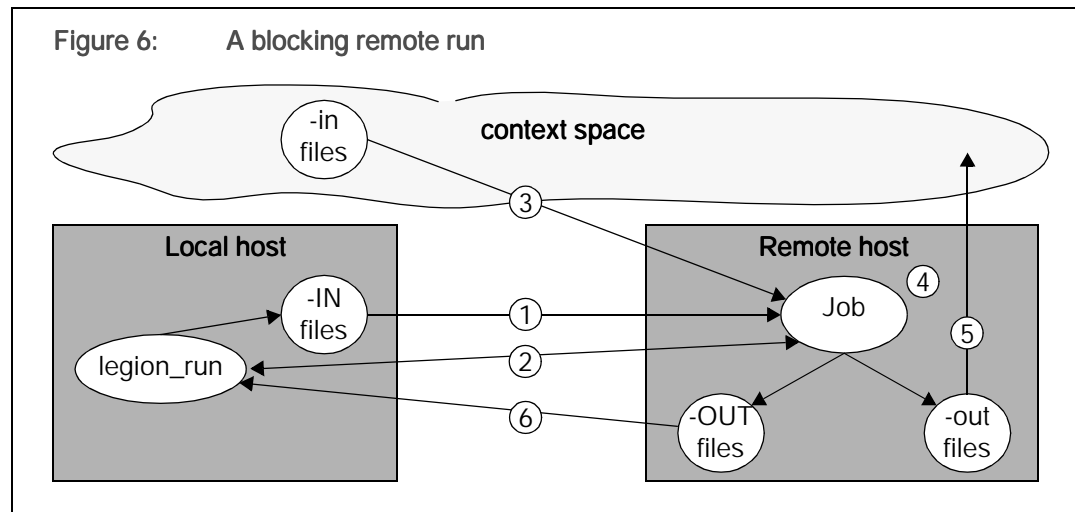 Figure 6: A blocking remote run
-in
files
context space
3
Local host
Remote host
-IN
files
1
Job
4
legion_run
2
5
6
-OUT
files
-out
files